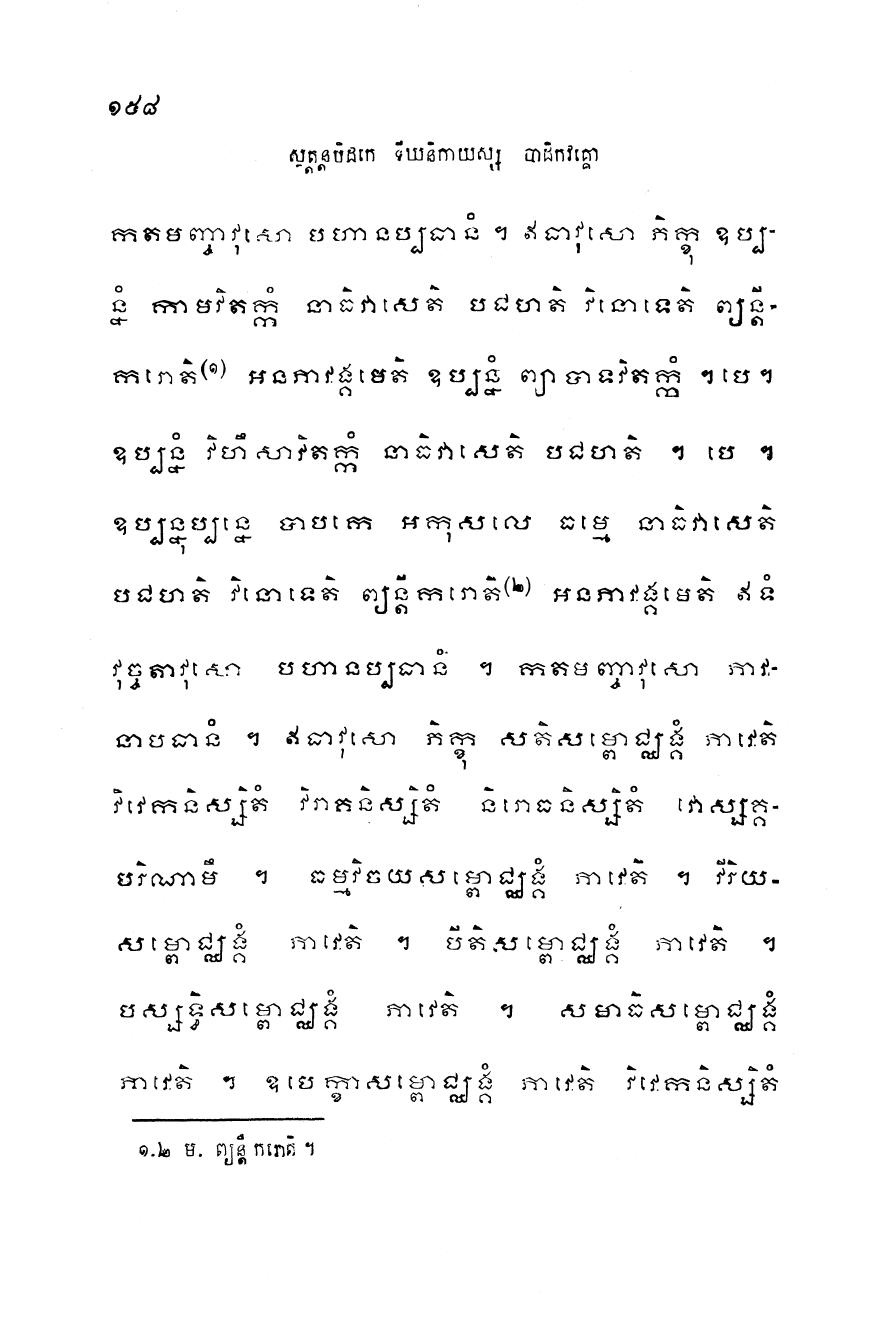 ១៥៨
សុត្តន្តបិដកេ ទីឃនិកាយស្ស បាដិកវគ្គោ
កតមញ្ចាវុសោ បហានប្បធានំ ។ ឥធាវុសោ ភិក្ខុ ឧប្ប-
ន្នំ កាមវិតក្កំ នាធិវាសេតិ បជហតិ វិនោទេតិ ព្យន្តី-
ករោតិ(១) អនភាវង្គមេតិ ឧប្បន្នំ ព្យាបាទវិតក្កំ ។បេ។
ឧប្បន្នំ វិហឹសាវិតក្កំ នាធិវាសេតិ បជហតិ ។ បេ ។
ឧប្បន្នុប្បន្នេ បាបកេ អកុសលេ ធម្មេ នាធិវាសេតិ
បជហតិ វិនោទេតិ ព្យន្តីករោតិ(២) អនភាវង្គមេតិ ឥទំ
វុច្ចតាវុសោ បហានប្បធានំ ។ កតមញ្ចាវុសោ ភាវ-
នាបធានំ ។ ឥធាវុសោ ភិក្ខុ សតិសម្ពោជ្ឈង្គំ ភាវេតិ
វិវេកនិស្សិតំ វិរាគនិស្សិតំ និរោធនិស្សិតំ វោស្សគ្គ-
បរិណាមឹ ។ ធម្មវិចយសម្ពោជ្ឈង្គំ ភាវេតិ ។ វីរិយ-
សម្ពោជ្ឈង្គំ ភាវេតិ ។ បីតិសម្ពោជ្ឈង្គំ ភាវេតិ ។
បស្សទ្ធិសម្ពោជ្ឈង្គំ ភាវេតិ ។ សមាធិសម្ពោជ្ឈង្គំ
ភាវេតិ ។ ឧបេក្ខាសម្ពោជ្ឈង្គំ ភាវេតិ វិវេកនិស្សិតំ
១.២ ម. ព្យន្តឹ ករោតិ ។